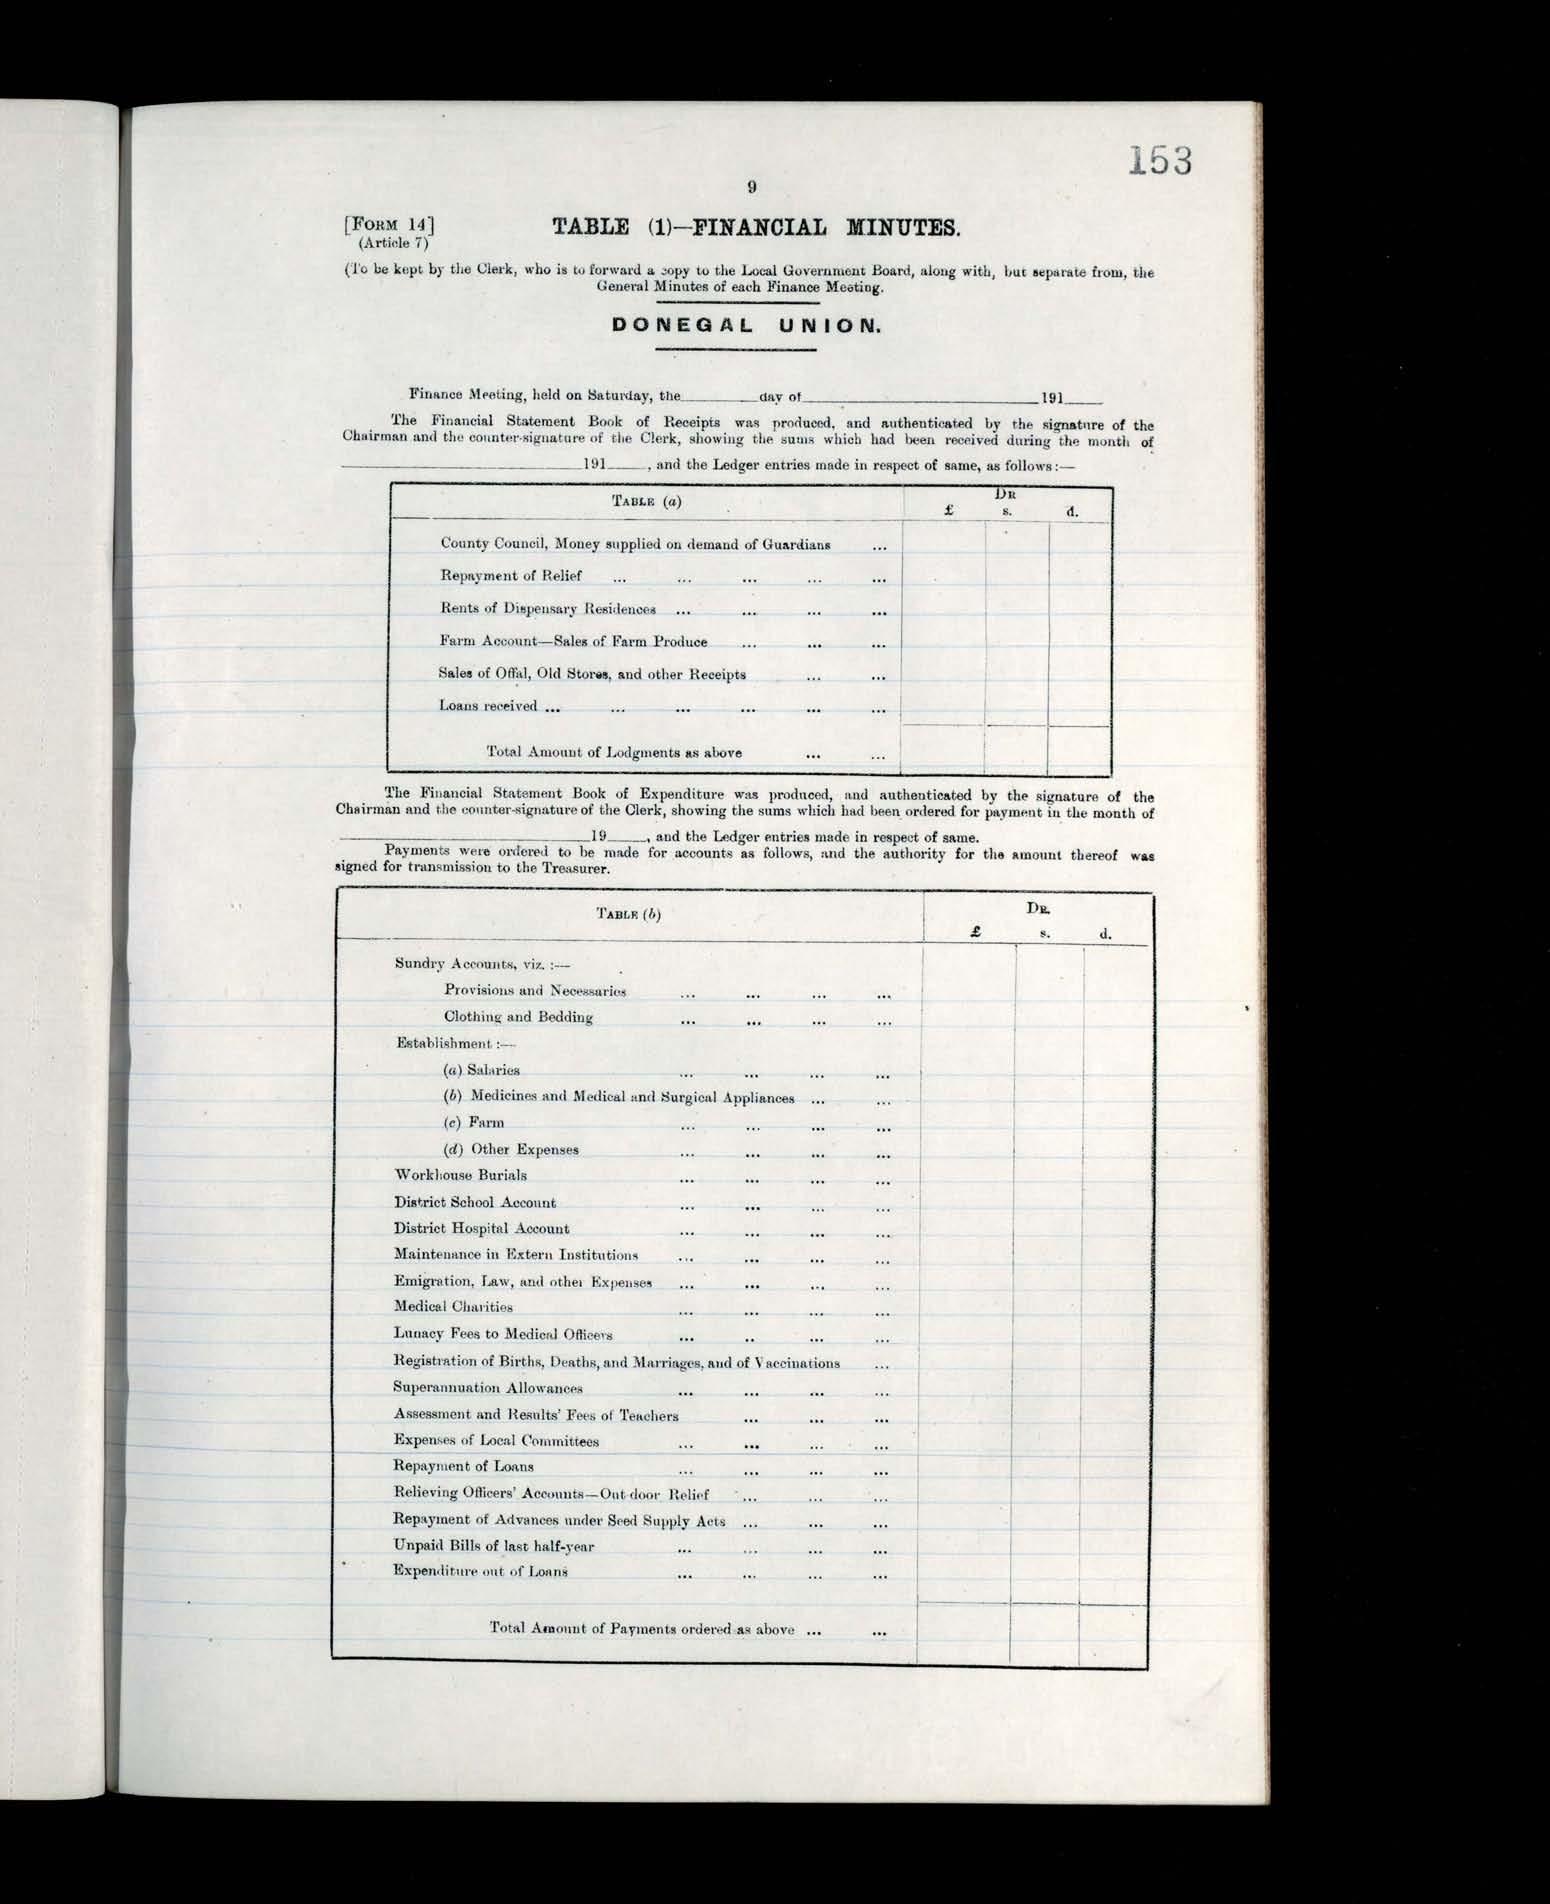 153
9
[FORM 14]
TABLE (1)—FINANCIAL MINUTES.
(Article 7)
(To be kept by the Clerk, who is to forward a copy to the Local Government Board, along with, but separate from, the
General Minutes of each Finance Meeting.
DONEGAL UNION.
Finance Meeting, held on Saturday, the________day of________________________191____
The Financial Statement Book of Receipts was produced, and authenticated by the signature of the
Chairman and the counter-signature of the Clerk, showing the sums which had been received during the month of
________________________191____, and the Ledger entries made in respect of same, as follows:—
TABLE (a)
DR
£ s. d.
County Council, Money supplied on demand of Guardians ...
Repayment of Relief ... ... ... ... ...
Rents of Dispensary Residences ... ... ... ...
Farm Account—Sales of Farm Produce ... ... ...
Sales of Offal, Old Stores, and other Receipts ... ...
Loans received ... ... ... ... ... ...
Total Amount of Lodgments as above ... ...
The Financial Statement Book of Expenditure was produced, and authenticated by the signature of the
Chairman and the counter-signature of the Clerk, showing the sums which had been ordered for payment in the month of
________________________19____, and the Ledger entries made in respect of same.
Payments were ordered to be made for accounts as follows, and the authority for the amount thereof was
signed for transmission to the Treasurer.
TABLE (b)
DR.
£ s. d.
Sundry Accounts, viz. :—
Provisions and Necessaries ... ... ... ...
Clothing and Bedding ... ... ... ...
Establishment :—
(a) Salaries ... ... ... ...
(b) Medicines and Medical and Surgical Appliances ... ...
(c) Farm ... ... ... ...
(d) Other Expenses ... ... ... ...
Workhouse Burials ... ... ... ...
District School Account ... ... ... ...
District Hospital Account ... ... ... ...
Maintenance in Extern Institutions ... ... ... ...
Emigration, Law, and other Expenses ... ... ... ...
Medical Charities ... ... ... ...
Lunacy Fees to Medical Officers ... .. ... ...
Registration of Births, Deaths, and Marriages, and of Vaccinations ...
Superannuation Allowances ... ... ... ...
Assessment and Results' Fees of Teachers ... ... ...
Expenses of Local Committees ... ... ... ...
Repayment of Loans ... ... ... ...
Relieving Officers' Accounts—Out-door Relief ... ... ...
Repayment of Advances under Seed Supply Acts ... ... ...
Unpaid Bills of last half-year ... ... ... ...
Expenditure out of Loans ... ... ... ...
Total Amount of Payments ordered as above ... ...